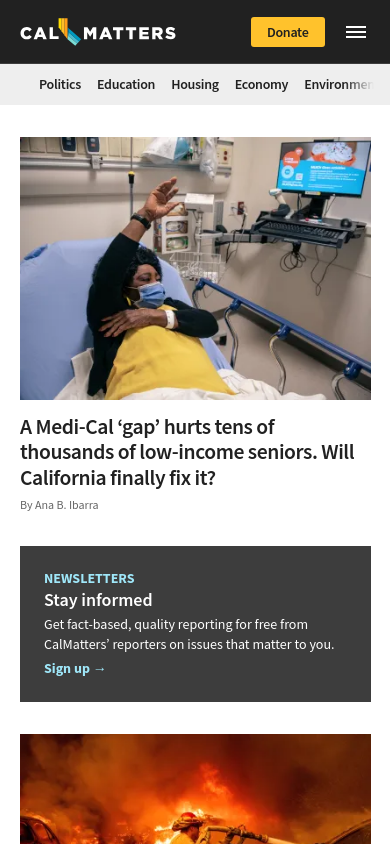 CAL MATTERS
Donate
Politics Education Housing Economy
A Medi-Cal ‘gap’ hurts tens of
thousands of low-income seniors. Will
California finally fix it?
By Ana B. Ibarra
NEWSLETTERS
Stay informed
Get fact-based, quality reporting for free from
CalMatters’ reporters on issues that matter to you.
Sign up →